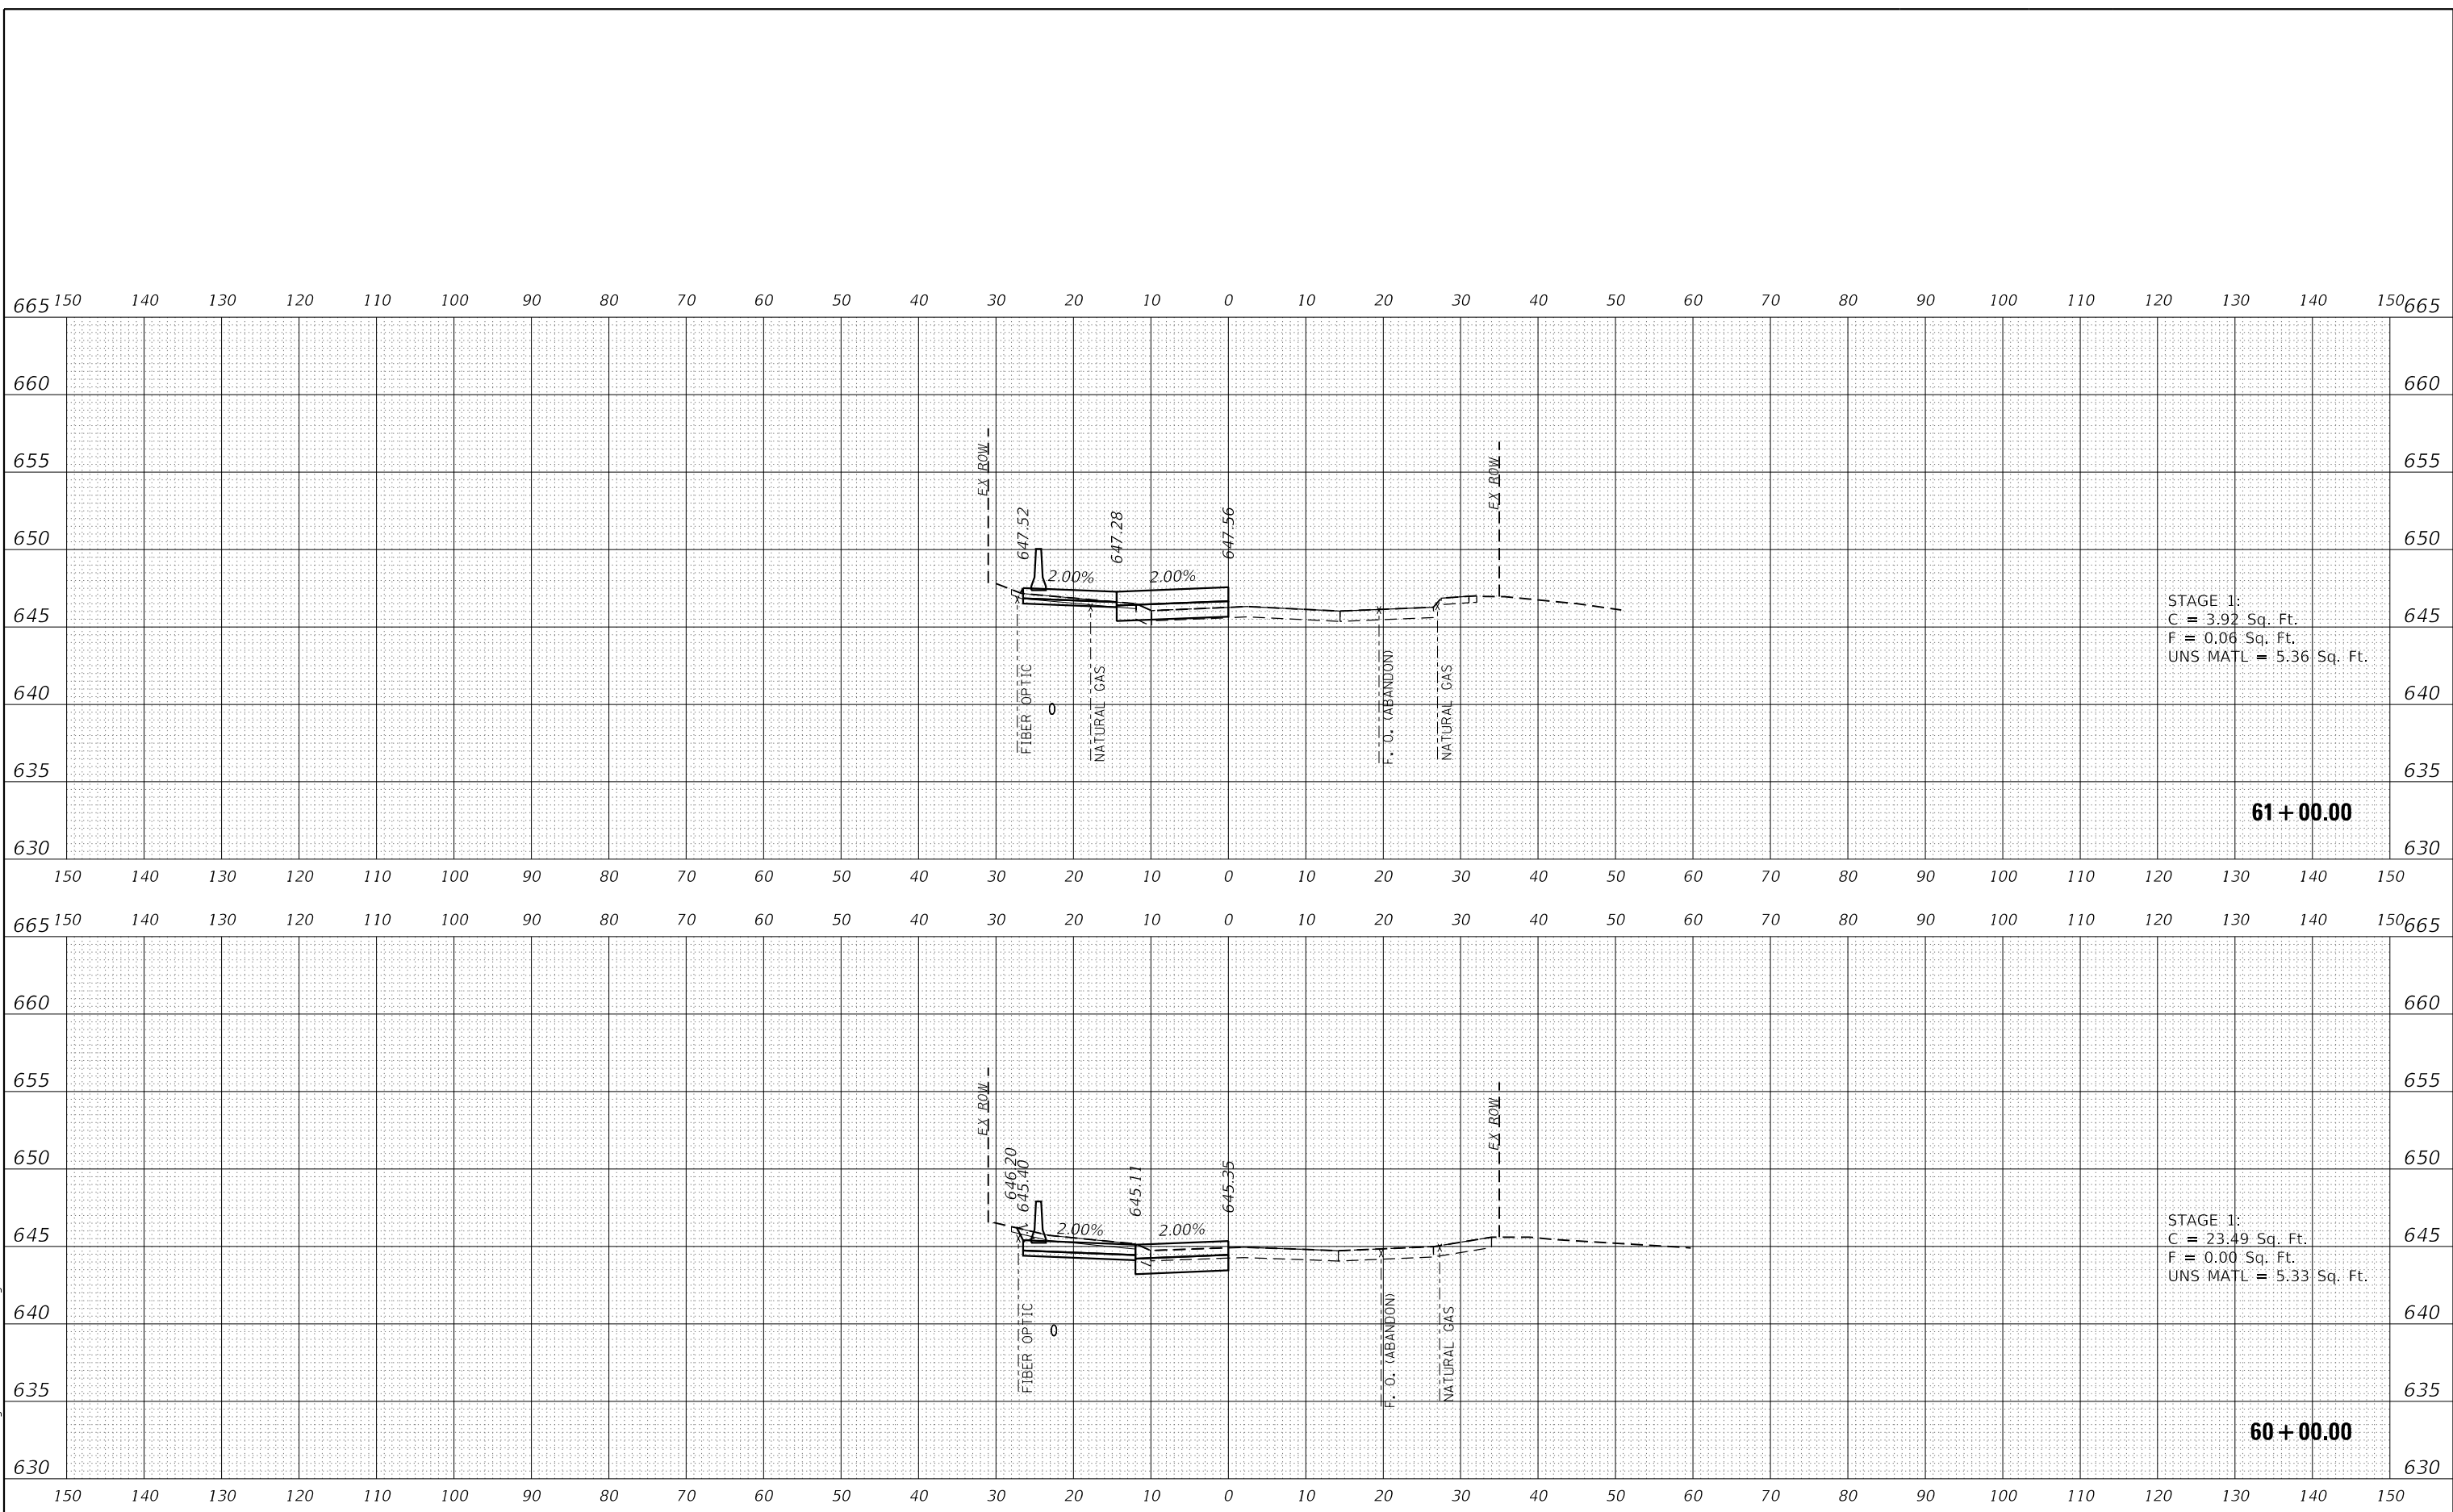 150 140 130 120 110 100 90 80 70 60 50 40 30 20 10 0 10 20 30 40 50 60 70 80 90 100 110 120 130 140 150
665 665
660 660
655 655
650 650
645 645
640 640
635 635
630 630
EX ROW
EX ROW
647.52
647.28
647.56
2.00%
2.00%
FIBER OPTIC
NATURAL GAS
F. O. (ABANDON)
NATURAL GAS
STAGE 1:
C = 3.92 Sq. Ft.
F = 0.06 Sq. Ft.
UNS MATL = 5.36 Sq. Ft.
61+00.00
150 140 130 120 110 100 90 80 70 60 50 40 30 20 10 0 10 20 30 40 50 60 70 80 90 100 110 120 130 140 150
150 140 130 120 110 100 90 80 70 60 50 40 30 20 10 0 10 20 30 40 50 60 70 80 90 100 110 120 130 140 150
665 665
660 660
655 655
650 650
645 645
640 640
635 635
630 630
EX ROW
EX ROW
646.20
645.40
645.11
645.35
2.00%
2.00%
FIBER OPTIC
F. O. (ABANDON)
NATURAL GAS
STAGE 1:
C = 23.49 Sq. Ft.
F = 0.00 Sq. Ft.
UNS MATL = 5.33 Sq. Ft.
60+00.00
150 140 130 120 110 100 90 80 70 60 50 40 30 20 10 0 10 20 30 40 50 60 70 80 90 100 110 120 130 140 150